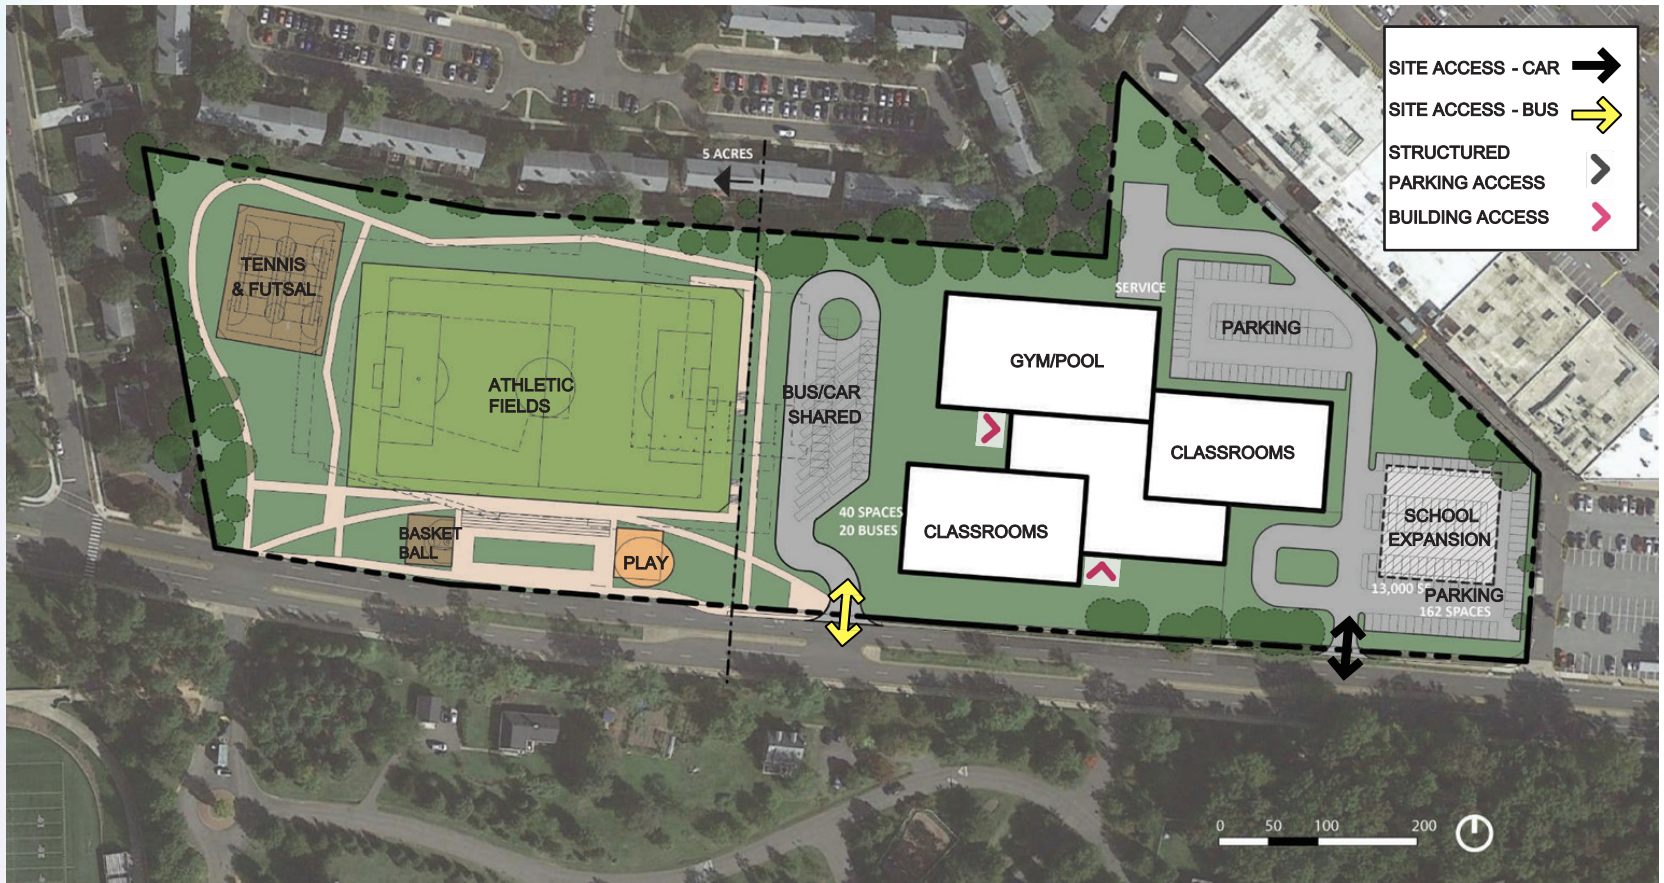 SITE ACCESS - CAR
SITE ACCESS - BUS
STRUCTURED
PARKING ACCESS
BUILDING ACCESS
5 ACRES
TENNIS
& FUTSAL
SERVICE
PARKING
GYM/POOL
ATHLETIC
FIELDS
BUS/CAR
SHARED
CLASSROOMS
40 SPACES
20 BUSES
CLASSROOMS
SCHOOL
EXPANSION
BASKET
BALL
PLAY
13,000
PARKING
162 SPACES
0 50 100 200